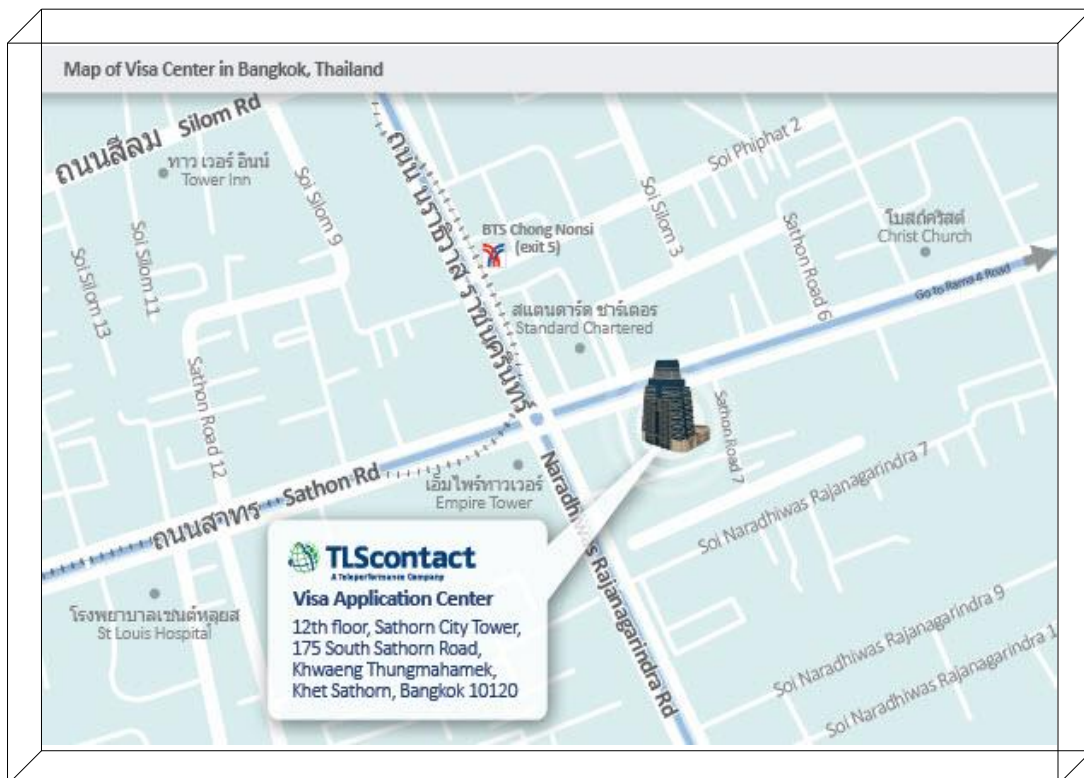 Map of Visa Center in Bangkok, Thailand
ถนนสีลม Silom Rd
ทาว เวอร์ อินน์
Tower Inn
Soi Silom 9
Soi Silom 11
Soi Silom 13
ถนน นราธิวาส ราชนครินทร์
BTS Chong Nonsi
(exit 5)
Soi Silom 3
Soi Phiphat 2
Sathon Road 6
โบสถ์คริสต์
Christ Church
Go to Rama 4 Road
สแตนดาร์ด ชาร์เตอร
Standard Chartered
Sathon Road 12
Sathon Road 7
ถนนสาทร Sathon Rd
เอ็มไพร์ทาวเวอร์
Empire Tower
Naradhiwas Rajanagarindra Rd
Soi Naradhiwas Rajanagarindra 7
Soi Naradhiwas Rajanagarindra 9
Soi Naradhiwas Rajanagarindra 1
โรงพยาบาลเซนต์หลุยส
St Louis Hospital
TLScontact
A Teleperformance Company
Visa Application Center
12th floor, Sathorn City Tower,
175 South Sathorn Road,
Khwaeng Thungmahamek,
Khet Sathorn, Bangkok 10120